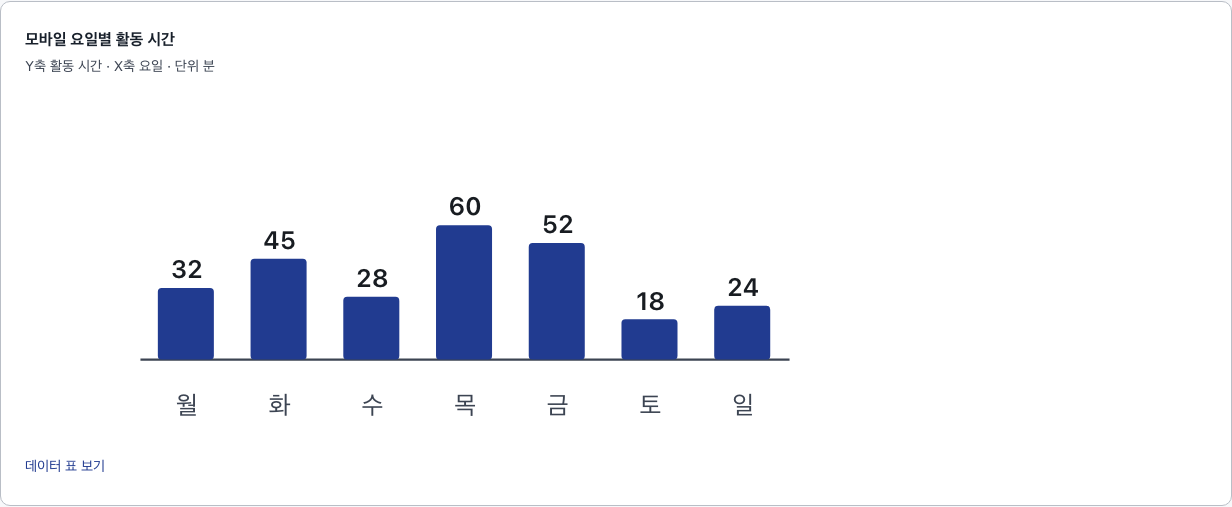 모바일 요일별 활동 시간
Y축 활동 시간 · X축 요일 · 단위 분
32 45 28 60 52 18 24
월 화 수 목 금 토 일
데이터 표 보기